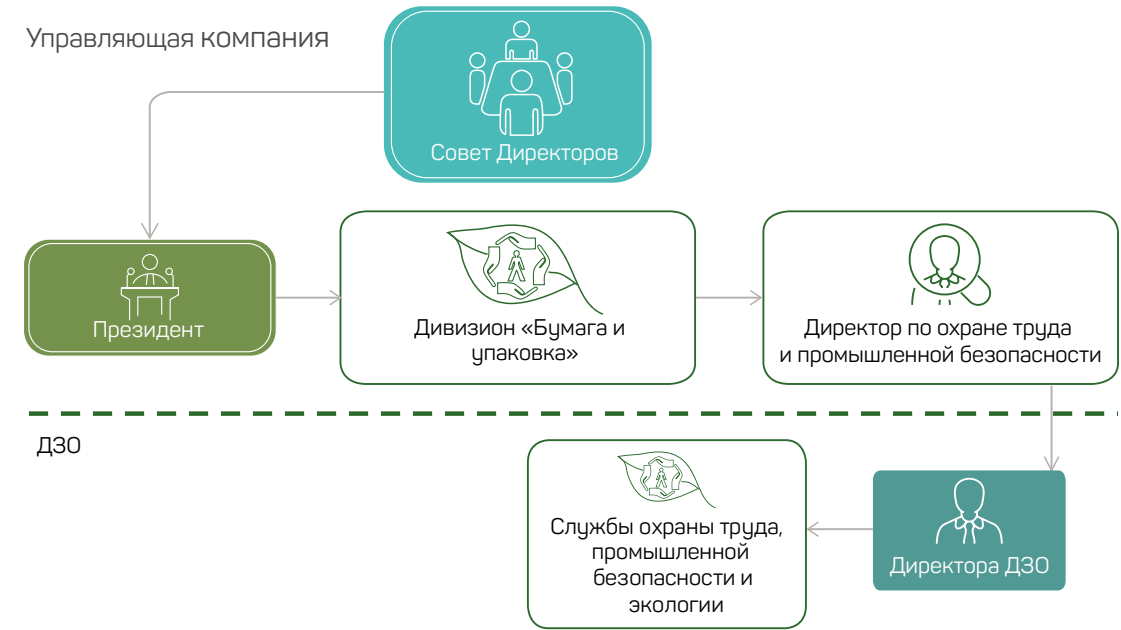 Управляющая компания
Совет Директоров
Президент
Дивизион «Бумага и
упаковка»
Директор по охране труда
и промышленной безопасности
ДЗО
Директора ДЗО
Службы охраны труда,
промышленной
безопасности и
экологии